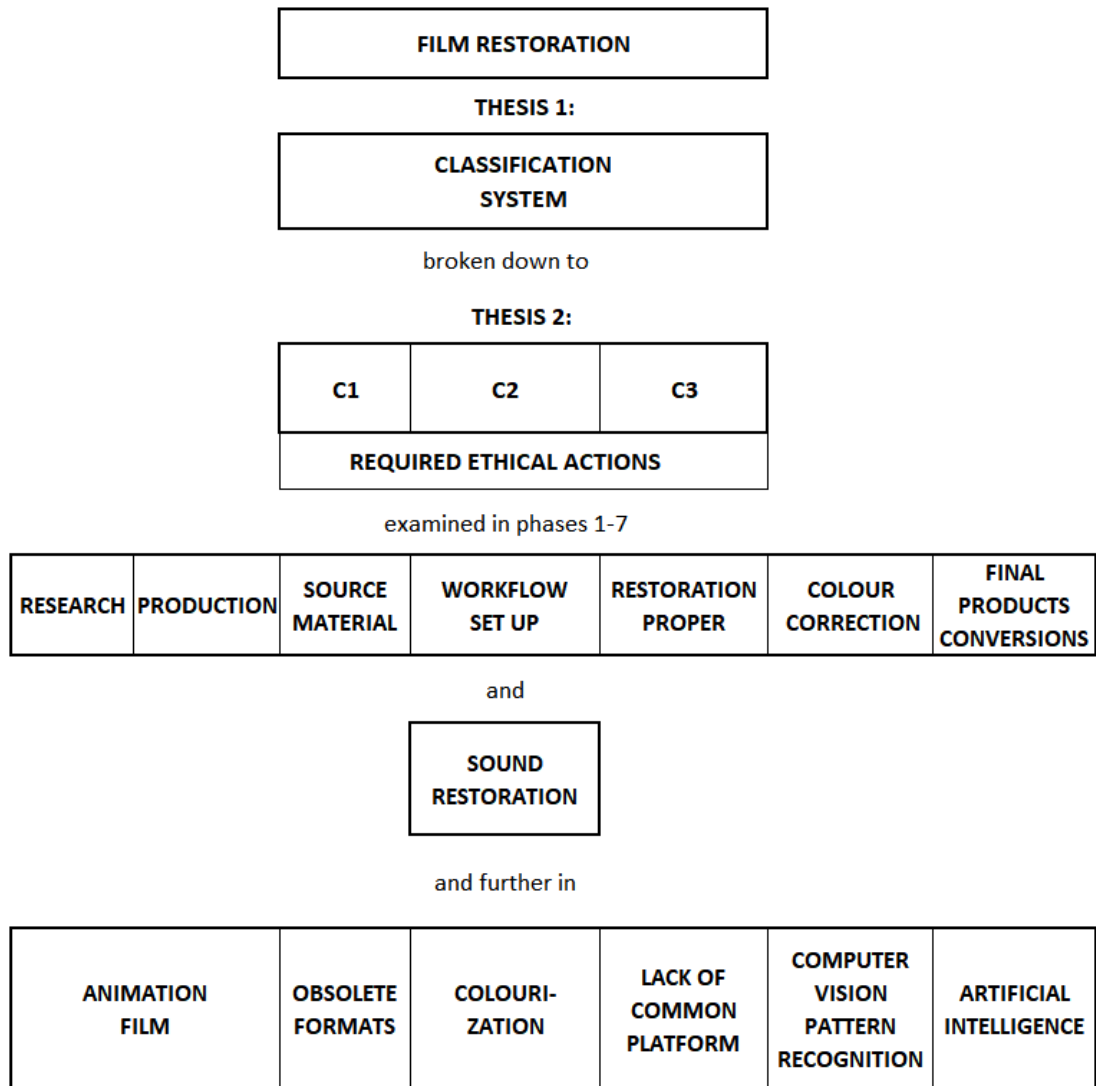 FILM RESTORATION
THESIS 1:
CLASSIFICATION
SYSTEM
broken down to
THESIS 2:
C1
C2
C3
REQUIRED ETHICAL ACTIONS
examined in phases 1-7
RESEARCH
PRODUCTION
SOURCE
MATERIAL
WORKFLOW
SET UP
RESTORATION
PROPER
COLOUR
CORRECTION
FINAL
PRODUCTS
CONVERSIONS
and
SOUND
RESTORATION
and further in
ANIMATION
FILM
OBSOLETE
FORMATS
COLOURI-
ZATION
LACK OF
COMMON
PLATFORM
COMPUTER
VISION
PATTERN
RECOGNITION
ARTIFICIAL
INTELLIGENCE